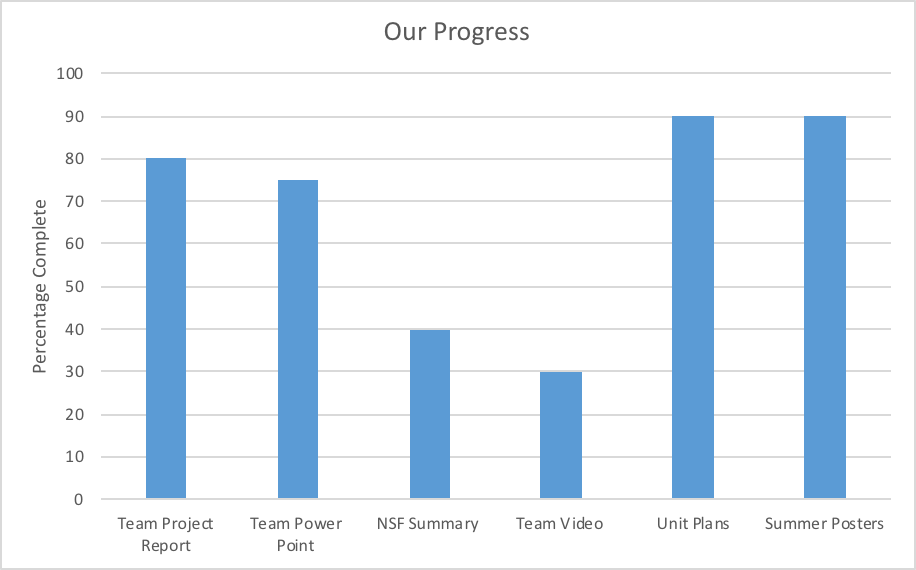 Our Progress
100
90
80
70
60
50
40
30
20
10
0
Percentage Complete
Team Project
Report
Team Power
Point
NSF Summary
Team Video
Unit Plans
Summer Posters